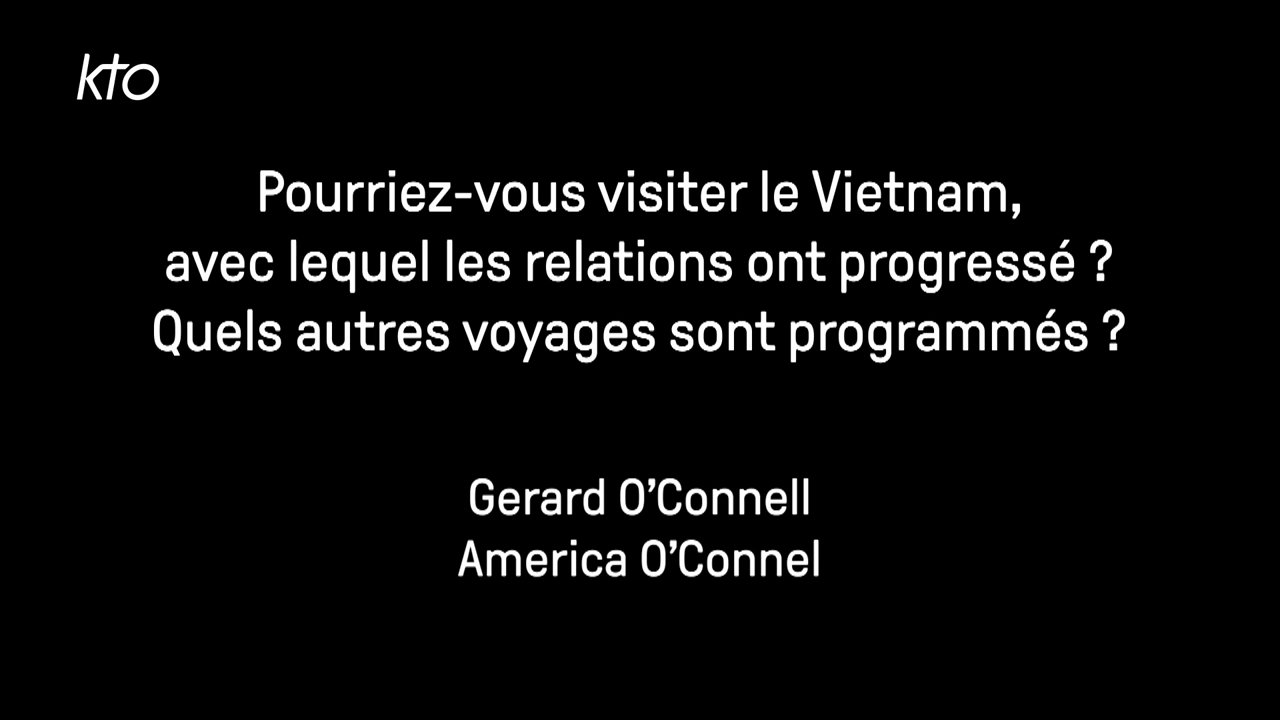 kto
Pourriez-vous visiter le Vietnam,
avec lequel les relations ont progressé ?
Quels autres voyages sont programmés ?
Gerard O’Connell
America O’Connel